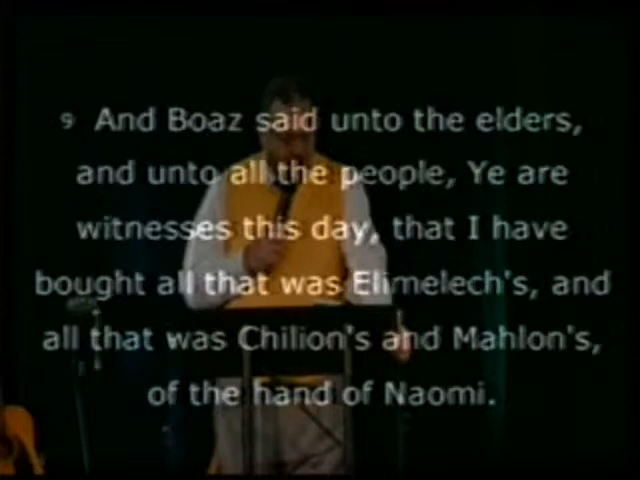 9 And Boaz said unto the elders,
and unto all the people, Ye are
witnesses this day, that I have
bought all that was Elimelech's, and
all that was Chilion's and Mahlon's,
of the hand of Naomi.